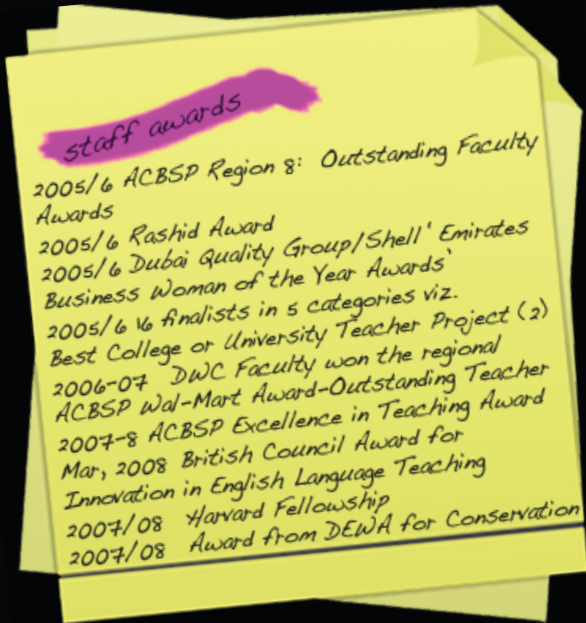 staff awards
2005/6 ACBSP Region 8: Outstanding Faculty
Awards
2005/6 Rashid Award
2005/6 Dubai Quality Group/Shell' Emirates
Business Woman of the Year Awards'
2005/6 16 finalists in 5 categories viz.
Best College or University Teacher Project (2)
2006-07 DWC Faculty won the regional
ACBSP Wal-Mart Award-Outstanding Teacher
2007-8 ACBSP Excellence in Teaching Award
Mar, 2008 British Council Award for
Innovation in English Language Teaching
2007/08 Harvard Fellowship
2007/08 Award from DEWA for Conservation